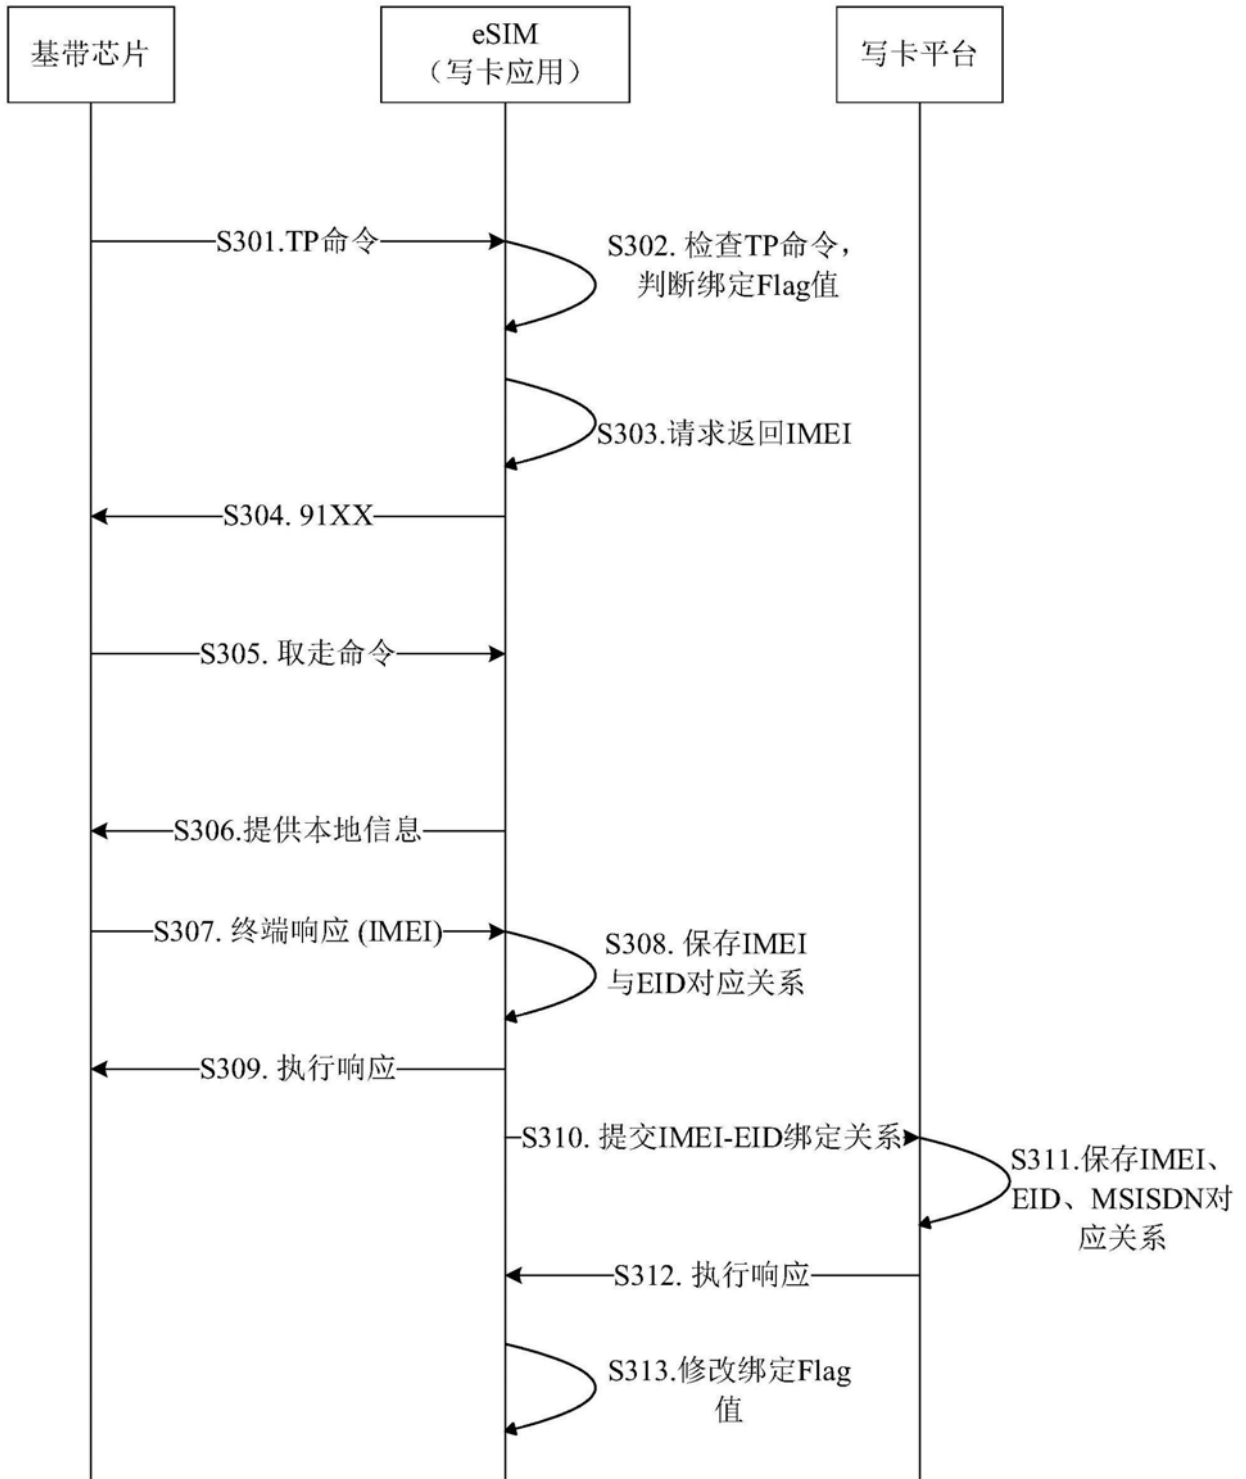 基带芯片
eSIM
（写卡应用）
写卡平台
S301.TP命令
S302. 检查TP命令，
判断绑定Flag值
S303.请求返回IMEI
S304. 91XX
S305. 取走命令
S306.提供本地信息
S307. 终端响应 (IMEI)
S308. 保存IMEI
与EID对应关系
S309. 执行响应
S310. 提交IMEI-EID绑定关系
S311.保存IMEI、
EID、MSISDN对
应关系
S312. 执行响应
S313.修改绑定Flag
值